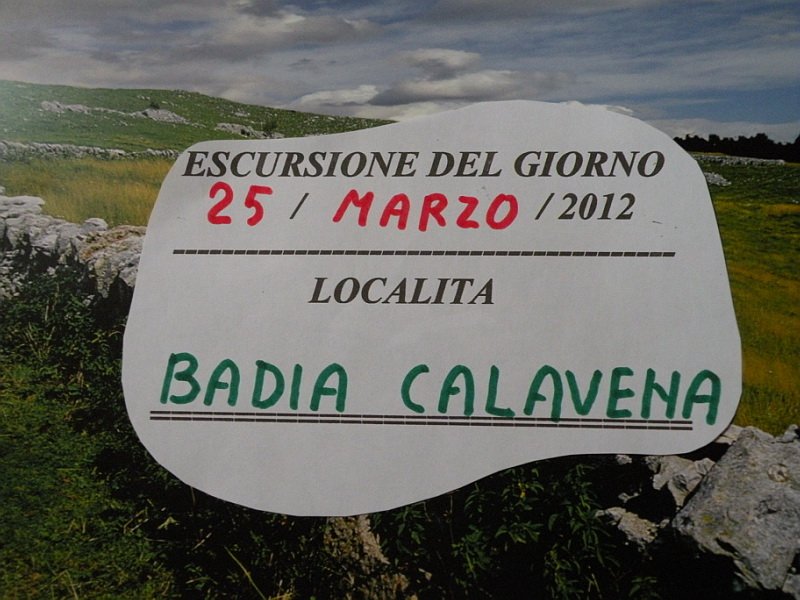 ESCURSIONE DEL GIORNO
25 / MARZO / 2012
LOCALITA
BADIA CALAVENA